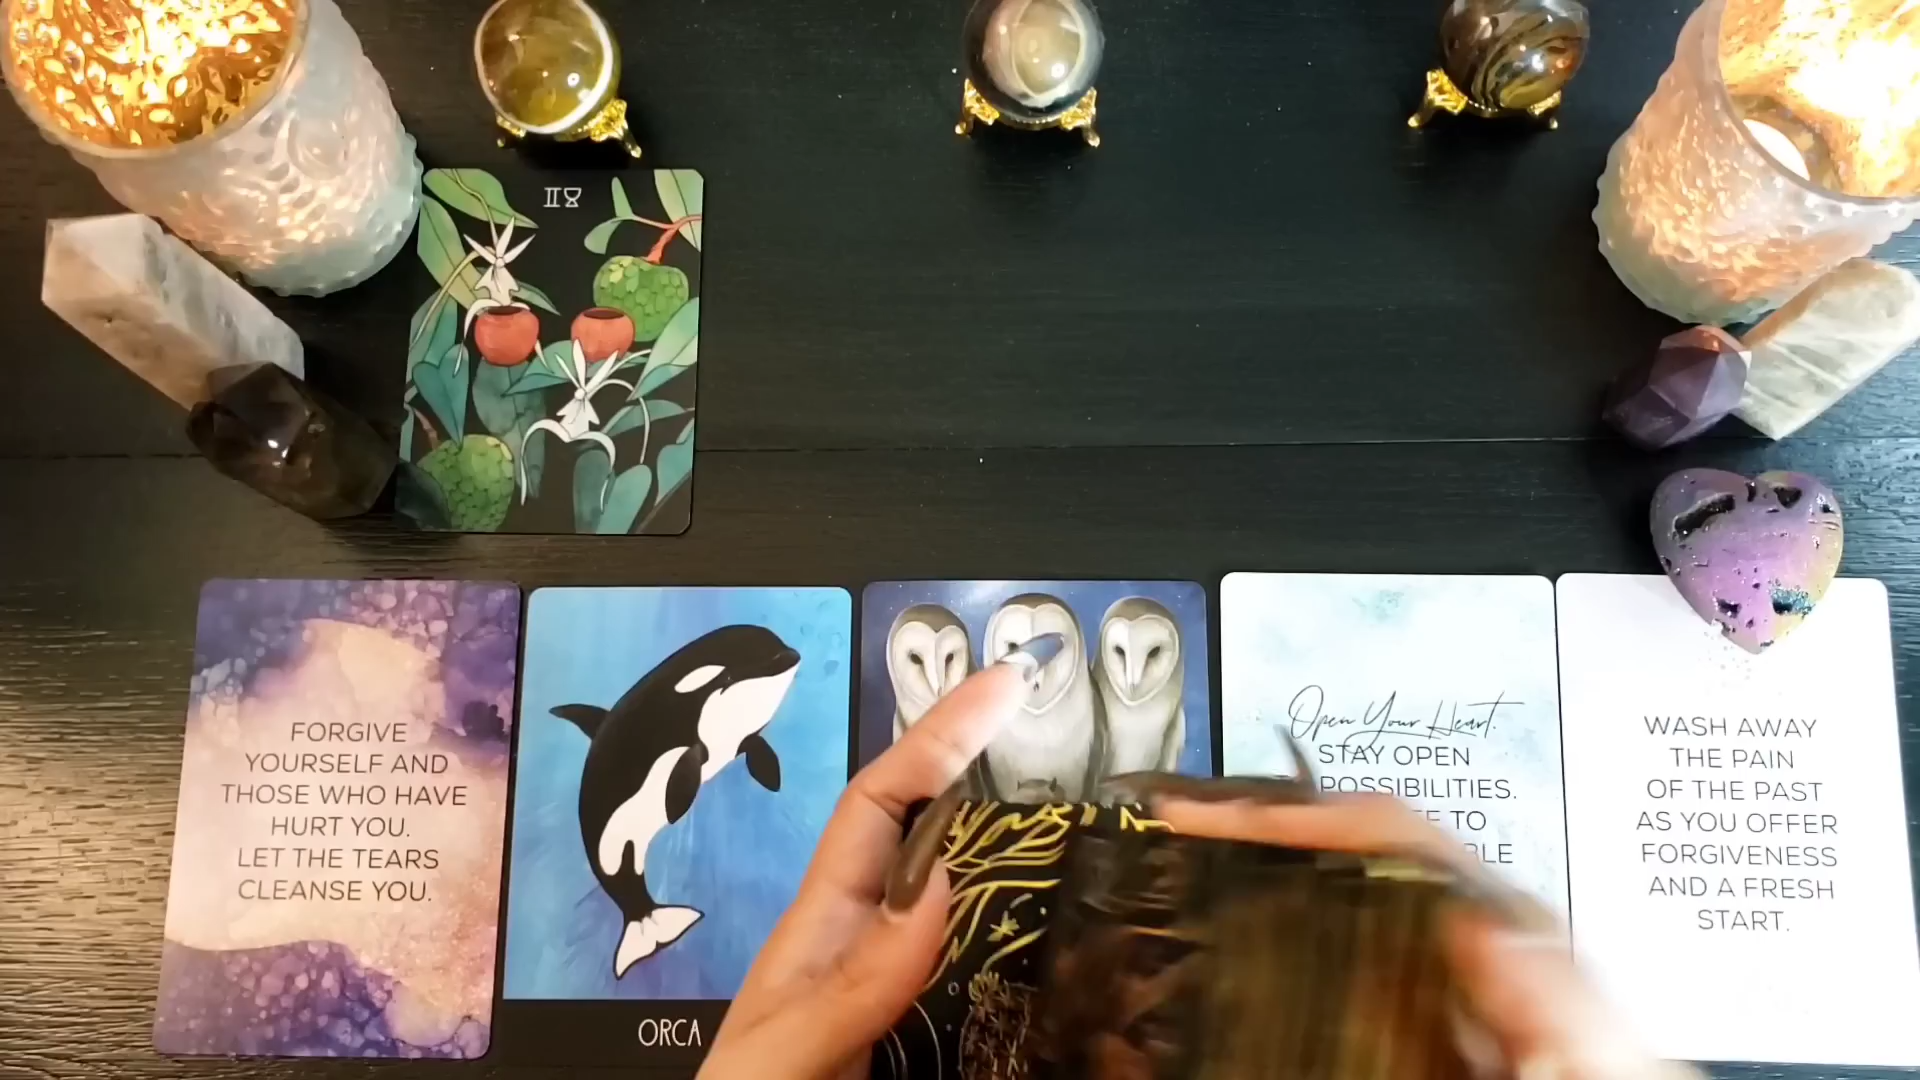 II
FORGIVE
YOURSELF AND
THOSE WHO HAVE
HURT YOU.
LET THE TEARS
CLEANSE YOU.
ORCA
Open Your Heart.
STAY OPEN
POSSIBILITIES.
TO
WASH AWAY
THE PAIN
OF THE PAST
AS YOU OFFER
FORGIVENESS
AND A FRESH
START.